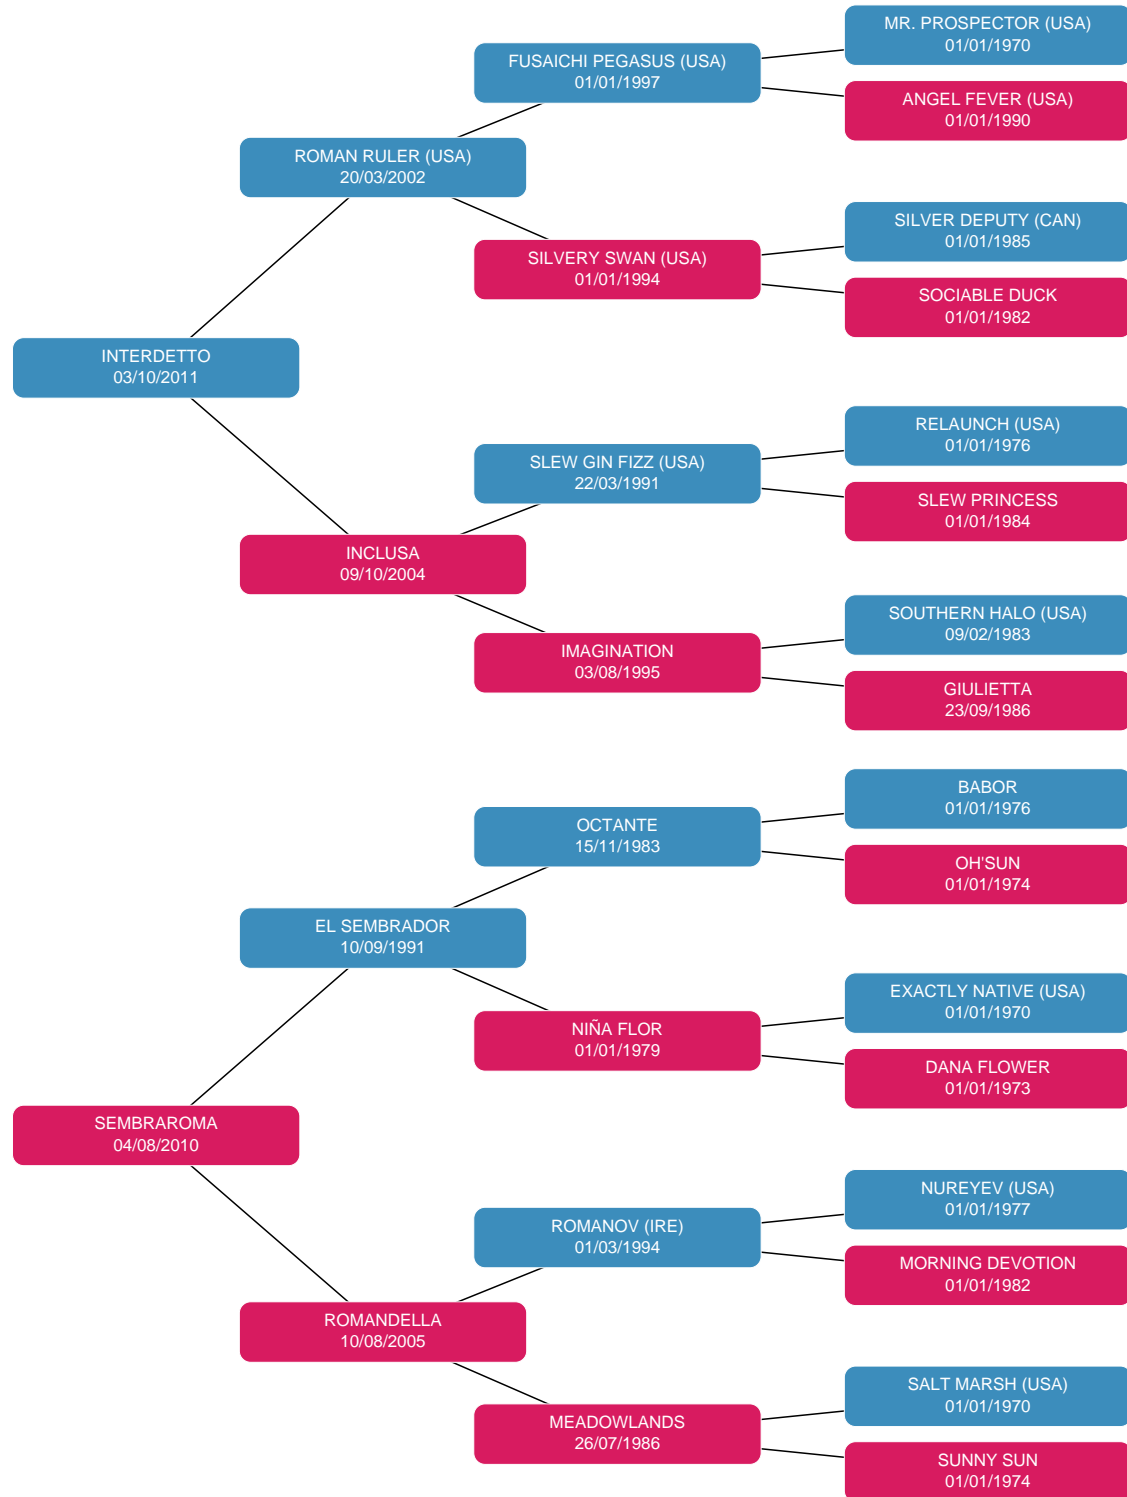 MR. PROSPECTOR (USA)
01/01/1970
FUSAICHI PEGASUS (USA)
01/01/1997
ANGEL FEVER (USA)
01/01/1990
ROMAN RULER (USA)
20/03/2002
SILVER DEPUTY (CAN)
01/01/1985
SILVERY SWAN (USA)
01/01/1994
SOCIABLE DUCK
01/01/1982
INTERDETTO
03/10/2011
RELAUNCH (USA)
01/01/1976
SLEW GIN FIZZ (USA)
22/03/1991
SLEW PRINCESS
01/01/1984
INCLUSA
09/10/2004
SOUTHERN HALO (USA)
09/02/1983
IMAGINATION
03/08/1995
GIULIETTA
23/09/1986
BABOR
01/01/1976
OCTANTE
15/11/1983
OH'SUN
01/01/1974
EL SEMBRADOR
10/09/1991
EXACTLY NATIVE (USA)
01/01/1970
NIÑA FLOR
01/01/1979
DANA FLOWER
01/01/1973
SEMBRAROMA
04/08/2010
NUREYEV (USA)
01/01/1977
ROMANOV (IRE)
01/03/1994
MORNING DEVOTION
01/01/1982
ROMANDELLA
10/08/2005
SALT MARSH (USA)
01/01/1970
MEADOWLANDS
26/07/1986
SUNNY SUN
01/01/1974